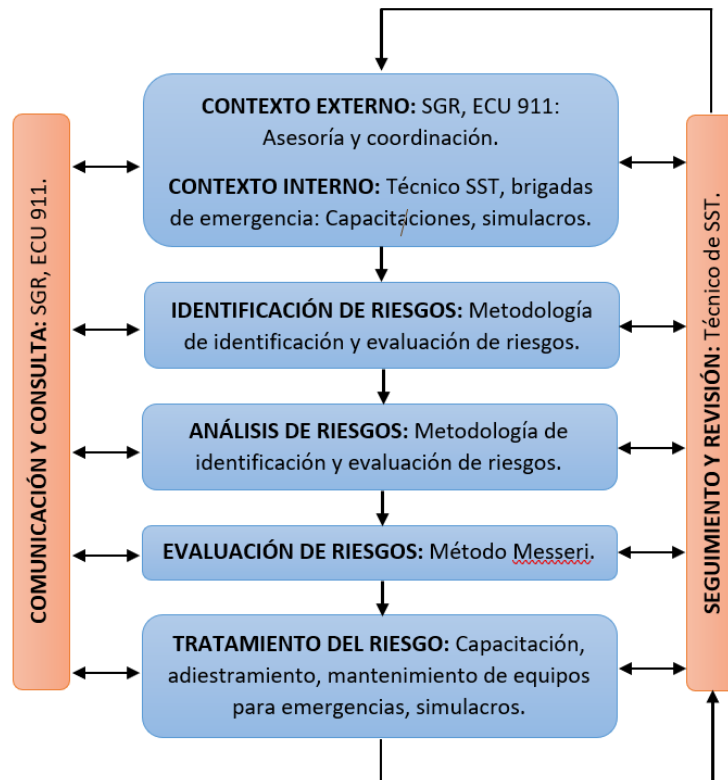 CONTEXTO EXTERNO: SGR, ECU 911:
Asesoría y coordinación.
CONTEXTO INTERNO: Técnico SST, brigadas
de emergencia: Capacitaciones, simulacros.
COMUNICACIÓN Y CONSULTA: SGR, ECU 911.
SEGUIMIENTO Y REVISIÓN: Técnico de SST.
IDENTIFICACIÓN DE RIESGOS: Metodología
de identificación y evaluación de riesgos.
ANÁLISIS DE RIESGOS: Metodología de
identificación y evaluación de riesgos.
EVALUACIÓN DE RIESGOS: Método Messeri.
TRATAMIENTO DEL RIESGO: Capacitación,
adiestramiento, mantenimiento de equipos
para emergencias, simulacros.